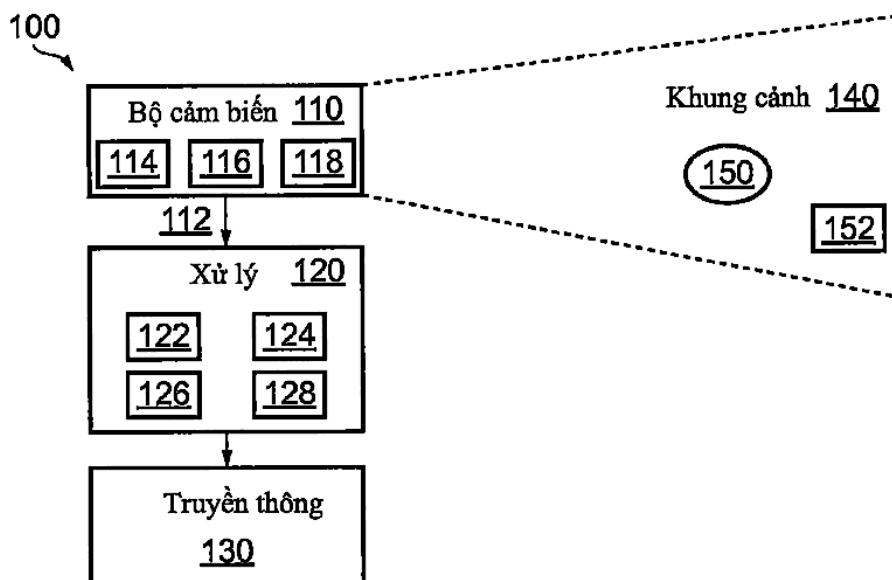 100
Bộ cảm biến 110
114 116 118
112
Khung cảnh 140
150
152
Xử lý 120
122 124
126 128
Truyền thông
130